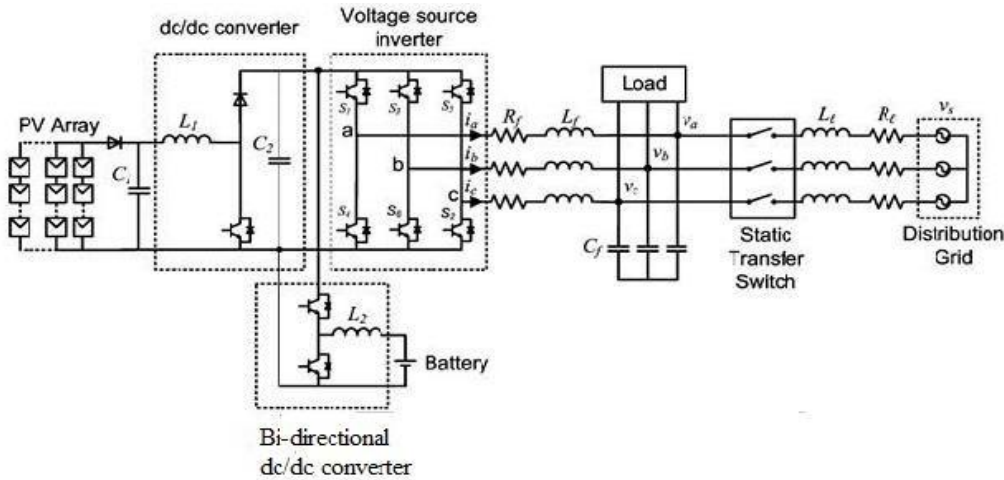 dc/dc converter
Voltage source
inverter
PV Array
L1
C1
C2
S1
S3
S5
S4
S6
S2
a
b
c
ia
ib
ic
Rf
Lf
Load
va
vb
vc
Cf
Static
Transfer
Switch
Lℓ
Rℓ
vs
Distribution
Grid
L2
Battery
Bi-directional
dc/dc converter